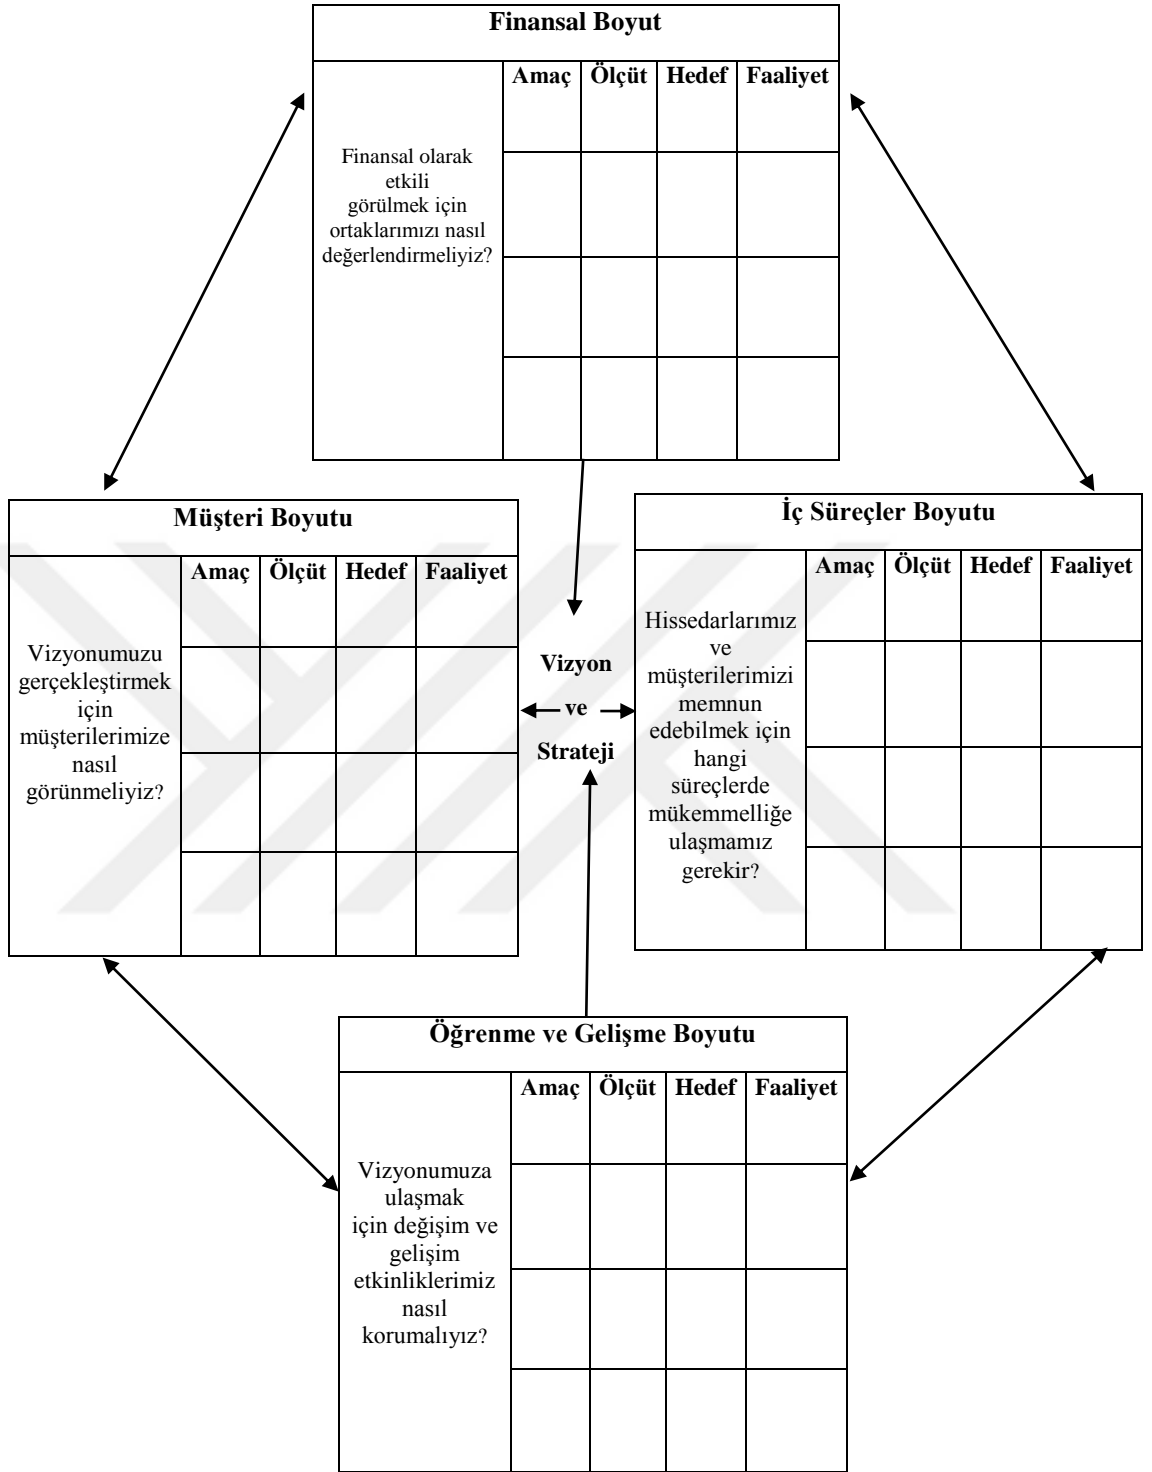 Finansal Boyut
Amaç Ölçüt Hedef Faaliyet
Finansal olarak
etkili
görülmek için
ortaklarımızı nasıl
değerlendirmeliyiz?
Müşteri Boyutu
Amaç Ölçüt Hedef Faaliyet
Vizyonumuzu
gerçekleştirmek
için
müşterilerimize
nasıl
görünmeliyiz?
Vizyon
ve
Strateji
İç Süreçler Boyutu
Amaç Ölçüt Hedef Faaliyet
Hissedarlarımız
ve
müşterilerimizi
memnun
edebilmek için
hangi
süreçlerde
mükemmelliğe
ulaşmamız
gerekir?
Öğrenme ve Gelişme Boyutu
Amaç Ölçüt Hedef Faaliyet
Vizyonumuza
ulaşmak
için değişim ve
gelişim
etkinliklerimiz
nasıl
korumalıyız?